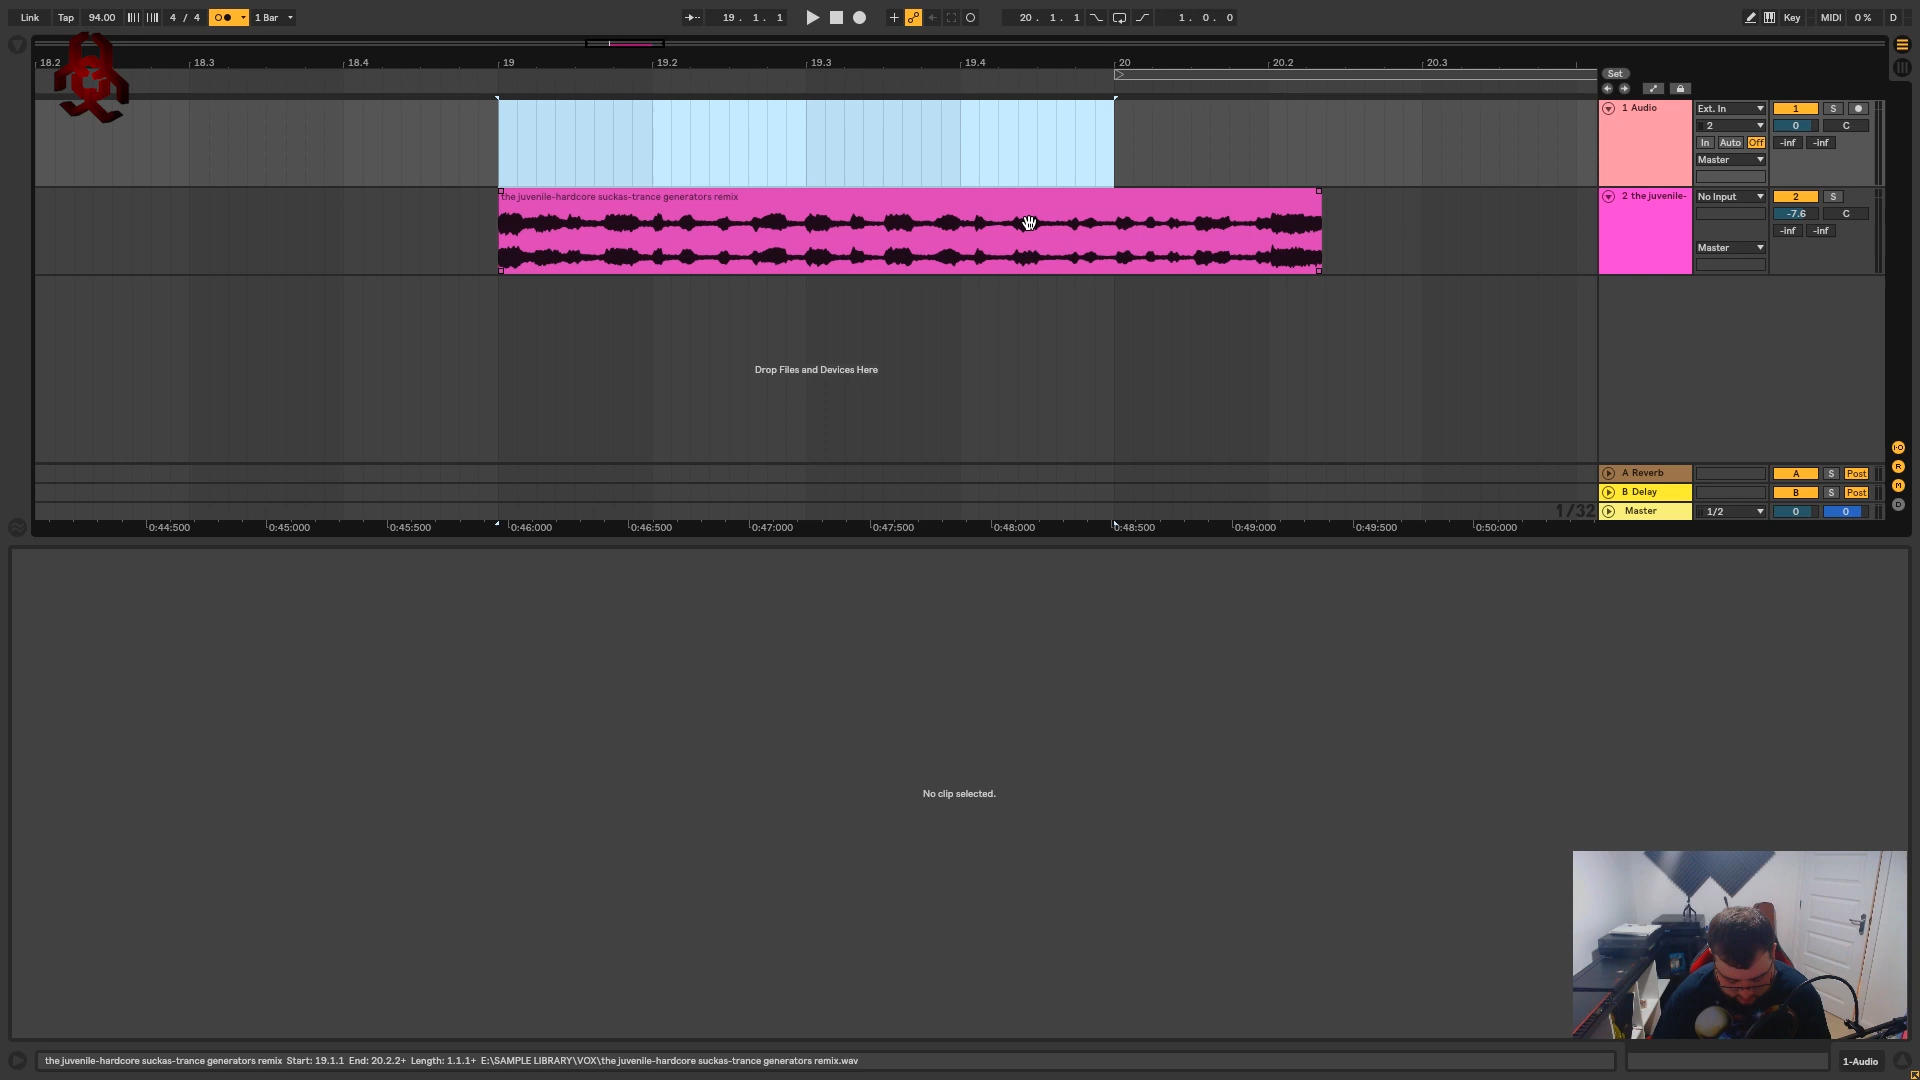 Link Tap 94.00 4 / 4 1 Bar 19 . 1 . 1 20 . 1 . 1 1 . 0 . 0 Key MIDI 0 % D
18.2 18.3 18.4 19 19.2 19.3 19.4 20 20.2 20.3
Set
1 Audio Ext. In 1 S
2 0 C
In Auto Off -inf -inf
Master
the juvenile-hardcore suckas-trance generators remix
2 the juvenile- No Input 2 S
-7.6 C
-inf -inf
Master
Drop Files and Devices Here
A Reverb A S Post
B Delay B S Post
1/32 Master 1/2 0 0
0:44:500 0:45:000 0:45:500 0:46:000 0:46:500 0:47:000 0:47:500 0:48:000 0:48:500 0:49:000 0:49:500 0:50:000
I·O
R
M
D
No clip selected.
the juvenile-hardcore suckas-trance generators remix Start: 19.1.1 End: 20.2.2+ Length: 1.1.1+ E:\SAMPLE LIBRARY\VOX\the juvenile-hardcore suckas-trance generators remix.wav
1-Audio